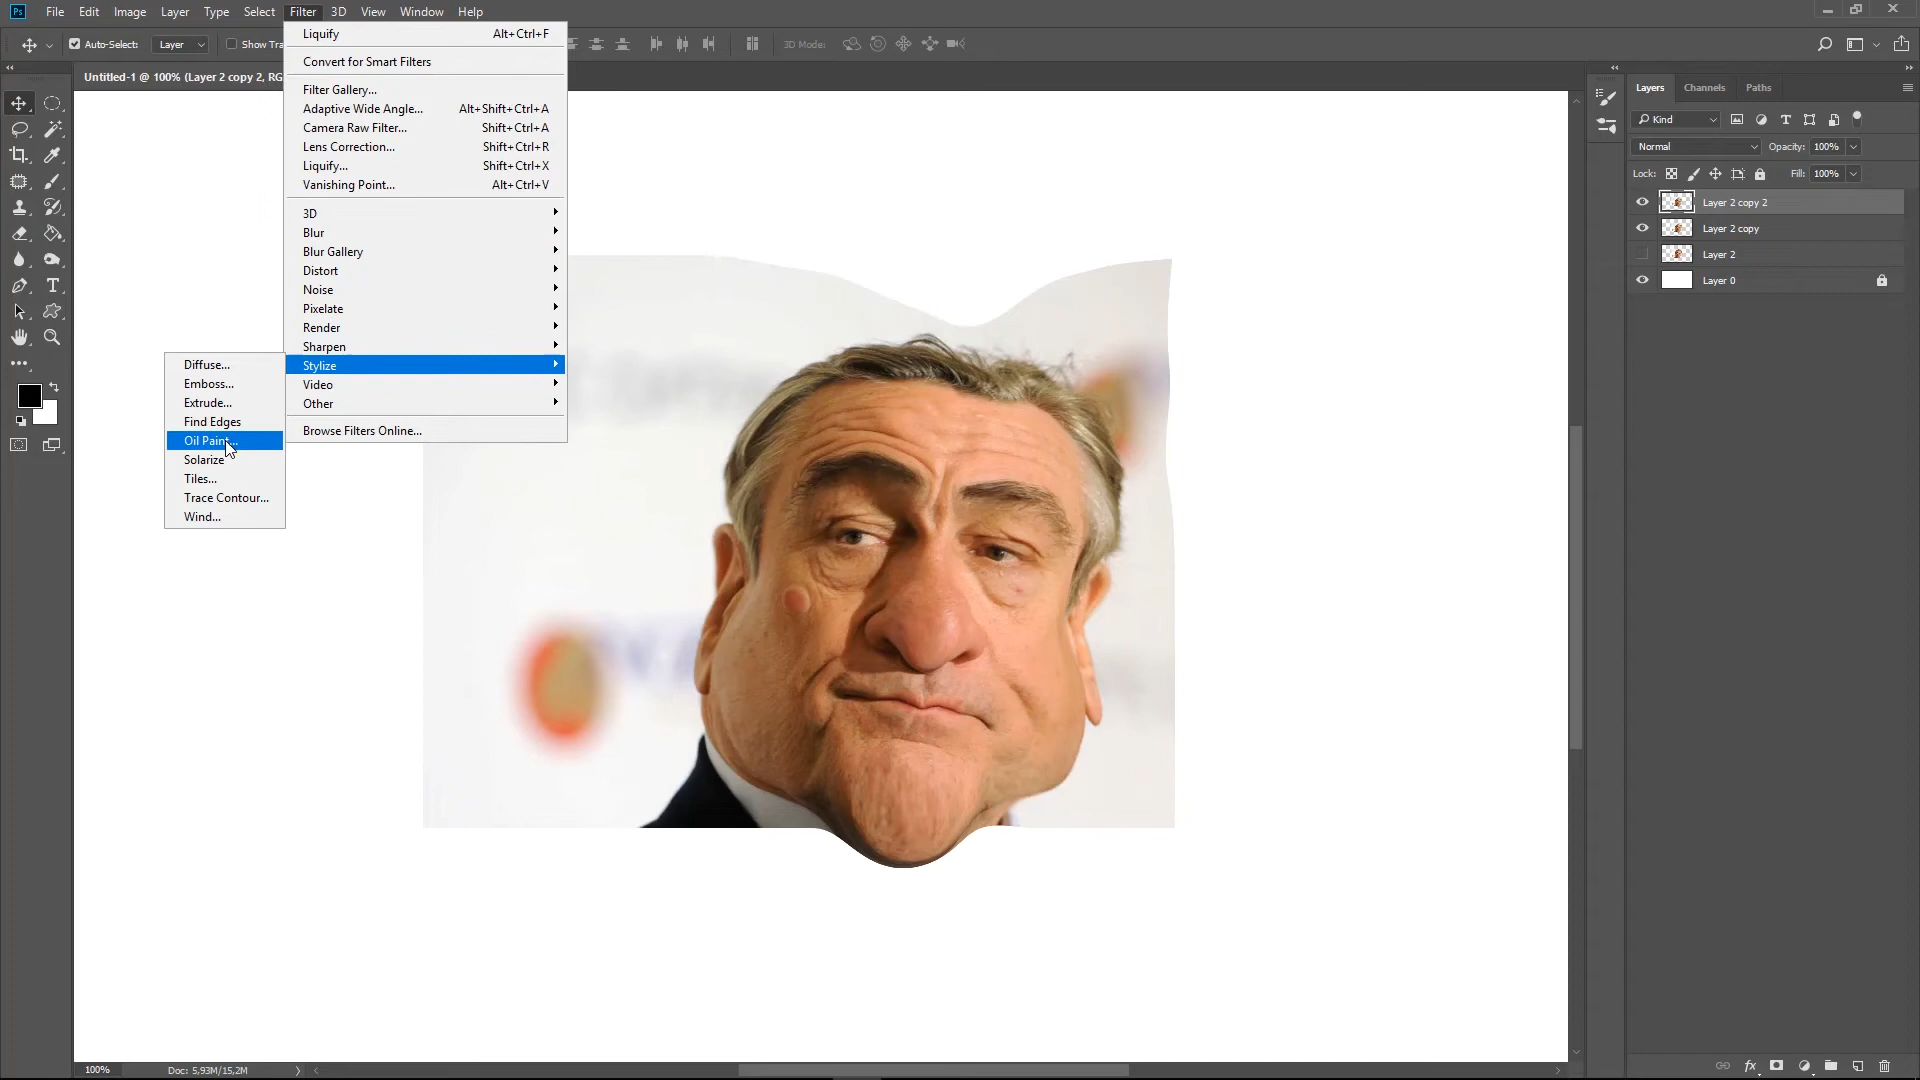 Ps File Edit Image Layer Type Select Filter 3D View Window Help
Auto-Select: Layer Show Tra 3D Mode:
Untitled-1 @ 100% (Layer 2 copy 2, RG
Liquify Alt+Ctrl+F
Convert for Smart Filters
Filter Gallery...
Adaptive Wide Angle... Alt+Shift+Ctrl+A
Camera Raw Filter... Shift+Ctrl+A
Lens Correction... Shift+Ctrl+R
Liquify... Shift+Ctrl+X
Vanishing Point... Alt+Ctrl+V
3D
Blur
Blur Gallery
Distort
Noise
Pixelate
Render
Sharpen
Stylize
Video
Other
Browse Filters Online...
Diffuse...
Emboss...
Extrude...
Find Edges
Oil Paint...
Solarize
Tiles...
Trace Contour...
Wind...
Layers Channels Paths
Kind
Normal Opacity: 100%
Lock: Fill: 100%
Layer 2 copy 2
Layer 2 copy
Layer 2
Layer 0
100% Doc: 5,93M/15,2M